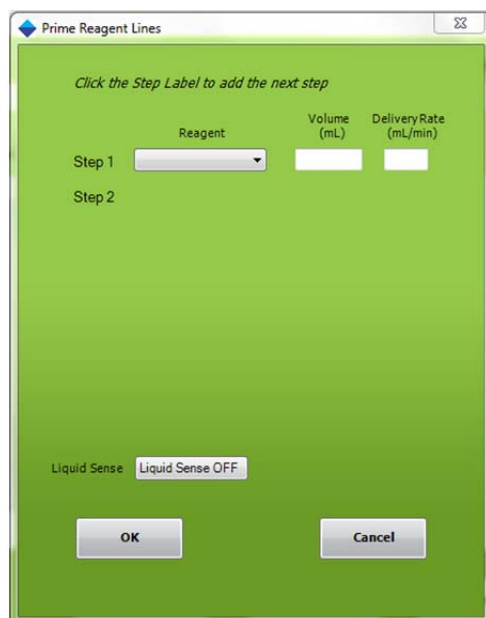 Prime Reagent Lines
Click the Step Label to add the next step
Reagent
Volume
(mL)
Delivery Rate
(mL/min)
Step 1
Step 2
Liquid Sense
Liquid Sense OFF
OK
Cancel